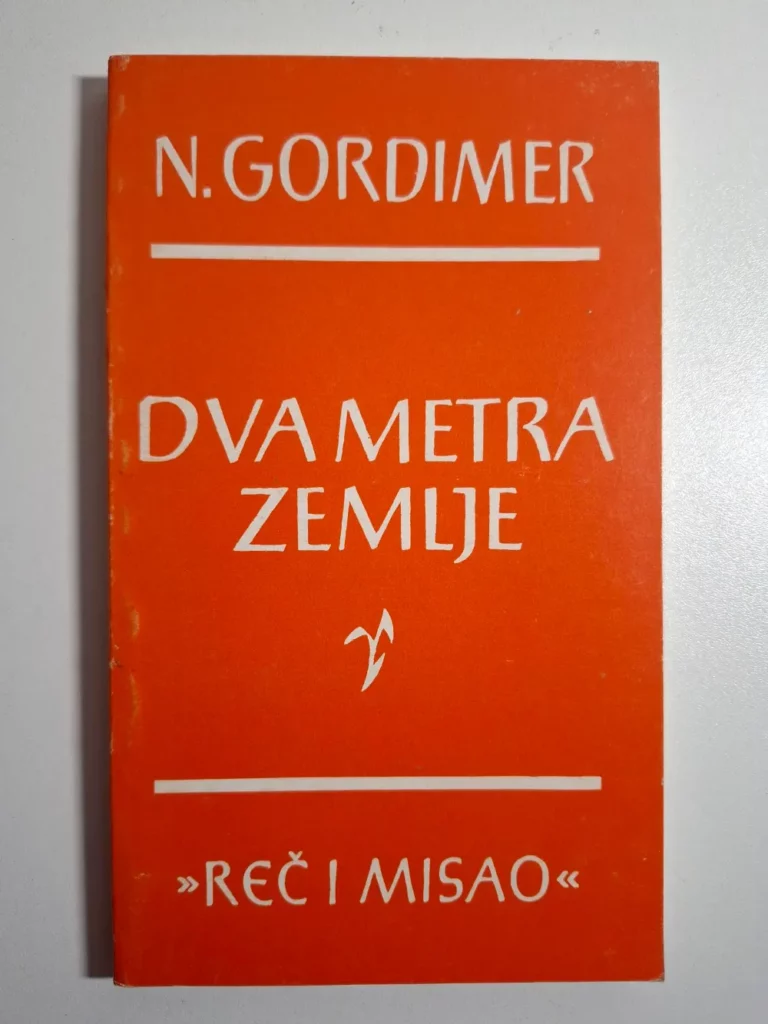 N. GORDIMER
DVA METRA
ZEMLJE
»REČ I MISAO«